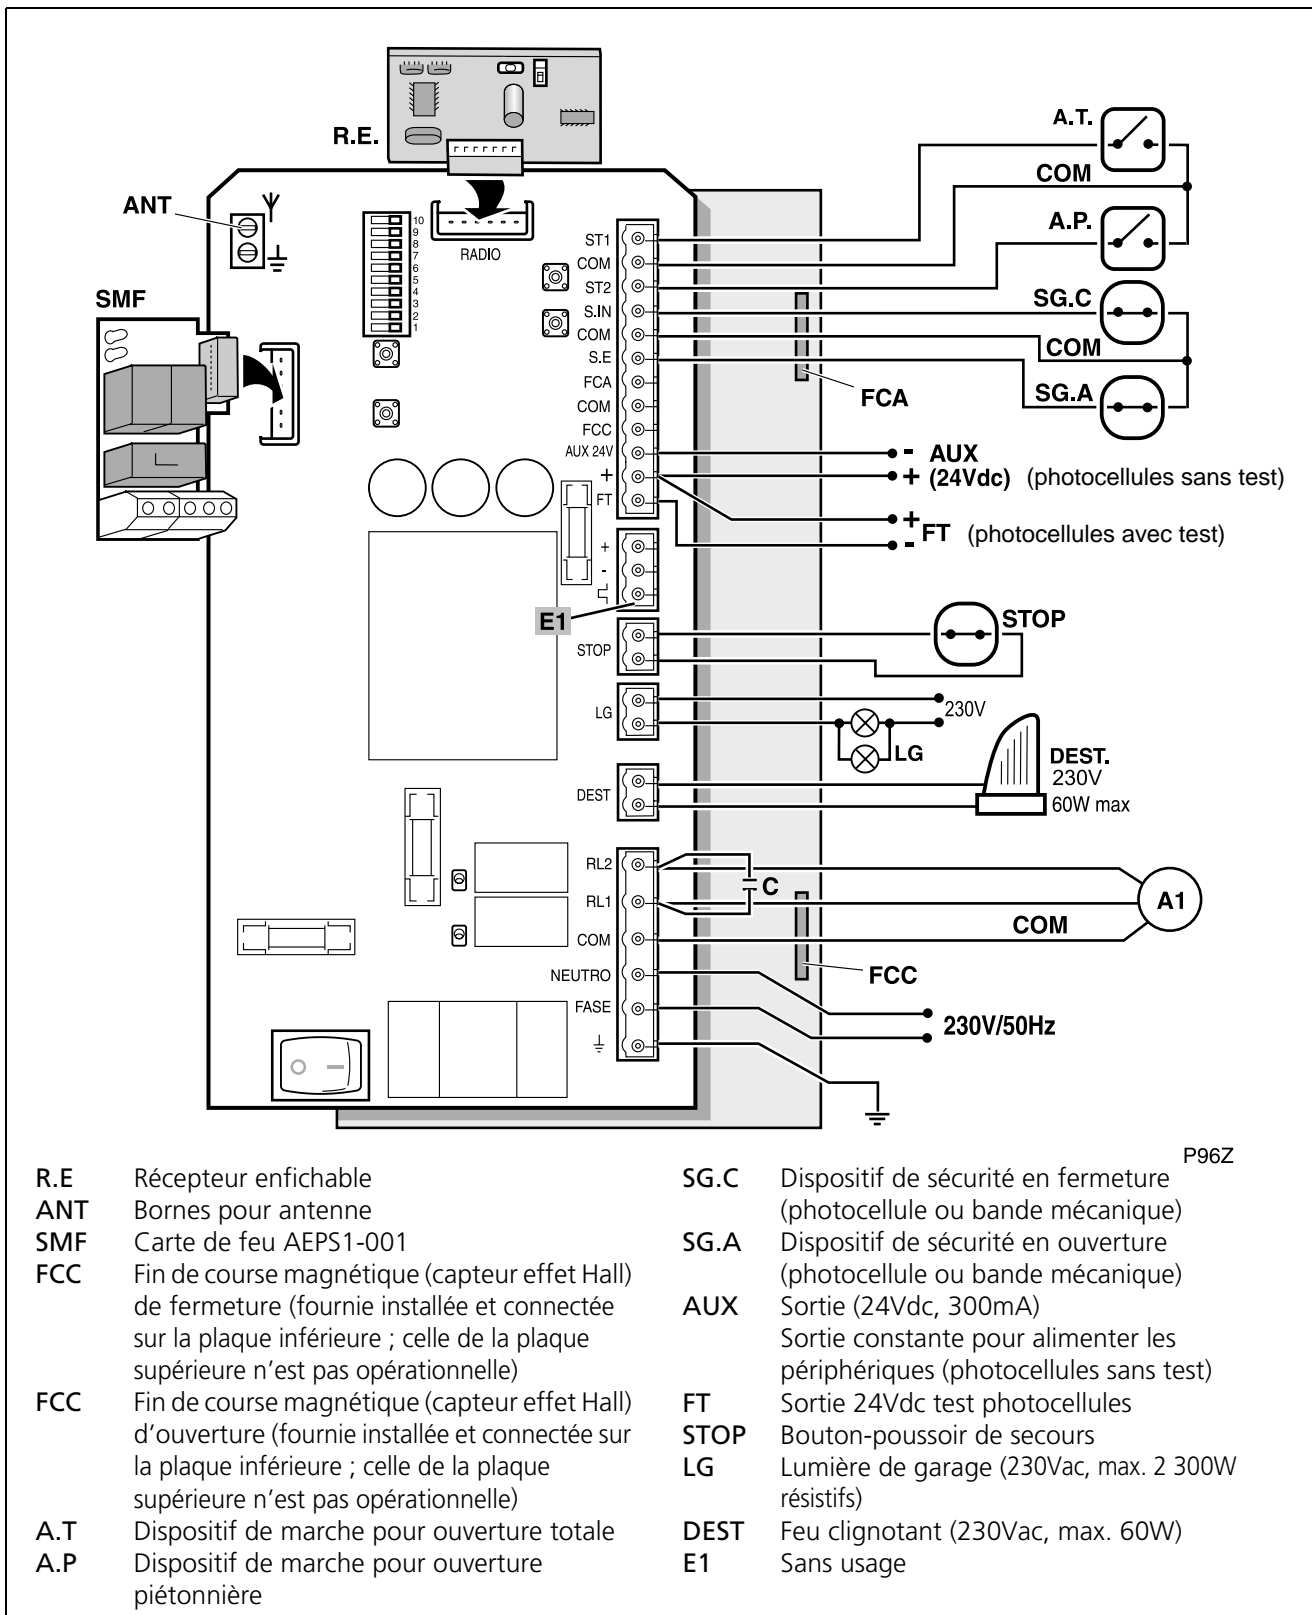 R.E.
ANT
RADIO
10
9
8
7
6
5
4
3
2
1
SMF
ST1
COM
ST2
S.IN
COM
S.E
FCA
COM
FCC
AUX 24V
+
FT
+
-
E1
STOP
LG
DEST
RL2
RL1
COM
NEUTRO
FASE
A.T.
COM
A.P.
SG.C
COM
SG.A
FCA
- AUX
+ (24Vdc) (photocellules sans test)
+
FT (photocellules avec test)
-
STOP
230V
LG
DEST.
230V
60W max
C
A1
COM
FCC
230V/50Hz
P96Z
R.E Récepteur enfichable
ANT Bornes pour antenne
SMF Carte de feu AEPS1-001
FCC Fin de course magnétique (capteur effet Hall)
de fermeture (fournie installée et connectée
sur la plaque inférieure ; celle de la plaque
supérieure n'est pas opérationnelle)
FCC Fin de course magnétique (capteur effet Hall)
d'ouverture (fournie installée et connectée sur
la plaque inférieure ; celle de la plaque
supérieure n'est pas opérationnelle)
A.T Dispositif de marche pour ouverture totale
A.P Dispositif de marche pour ouverture
piétonnière
SG.C Dispositif de sécurité en fermeture
(photocellule ou bande mécanique)
SG.A Dispositif de sécurité en ouverture
(photocellule ou bande mécanique)
AUX Sortie (24Vdc, 300mA)
Sortie constante pour alimenter les
périphériques (photocellules sans test)
FT Sortie 24Vdc test photocellules
STOP Bouton-poussoir de secours
LG Lumière de garage (230Vac, max. 2 300W
résistifs)
DEST Feu clignotant (230Vac, max. 60W)
E1 Sans usage